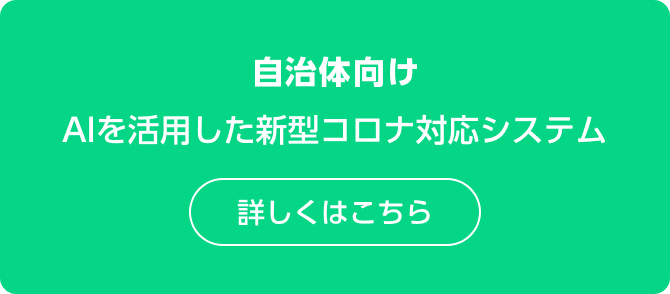 自治体向け
AIを活用した新型コロナ対応システム
詳しくはこちら